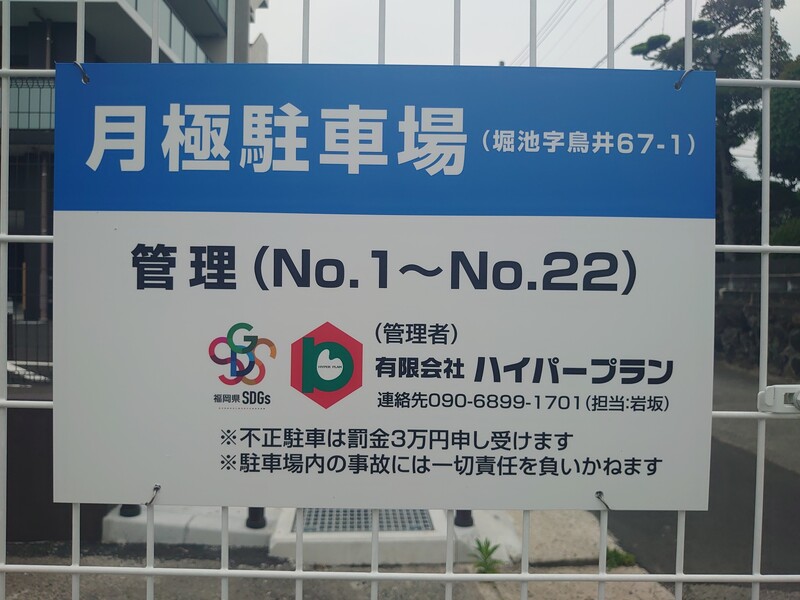 月極駐車場（堀池字鳥井67-1）
管理（No.1～No.22）
（管理者）
有限会社 ハイパープラン
連絡先090-6899-1701（担当:岩坂）
SDGs
福岡県 SDGs
※不正駐車は罰金3万円申し受けます
※駐車場内の事故には一切責任を負いかねます